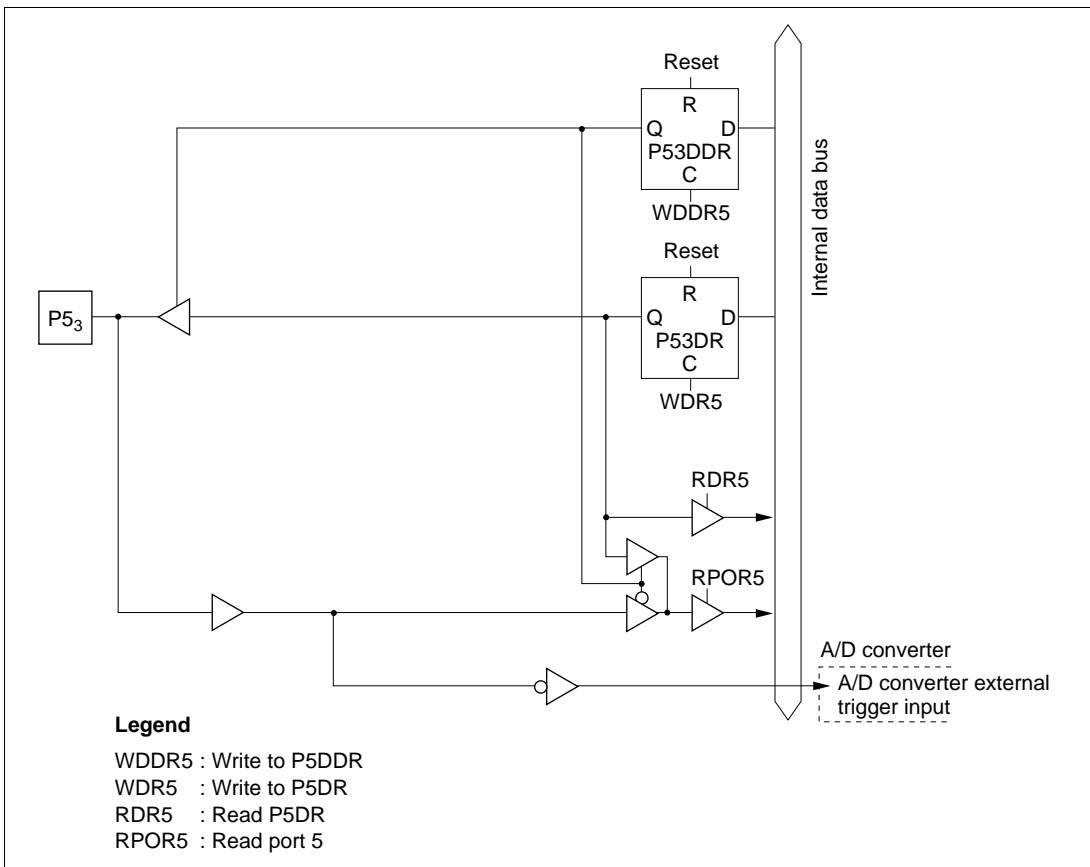 Reset
R
Q D
P53DDR
C
WDDR5
Internal data bus
Reset
R
P5₃
Q D
P53DR
C
WDR5
RDR5
RPOR5
A/D converter
A/D converter external
trigger input
Legend
WDDR5 : Write to P5DDR
WDR5 : Write to P5DR
RDR5 : Read P5DR
RPOR5 : Read port 5